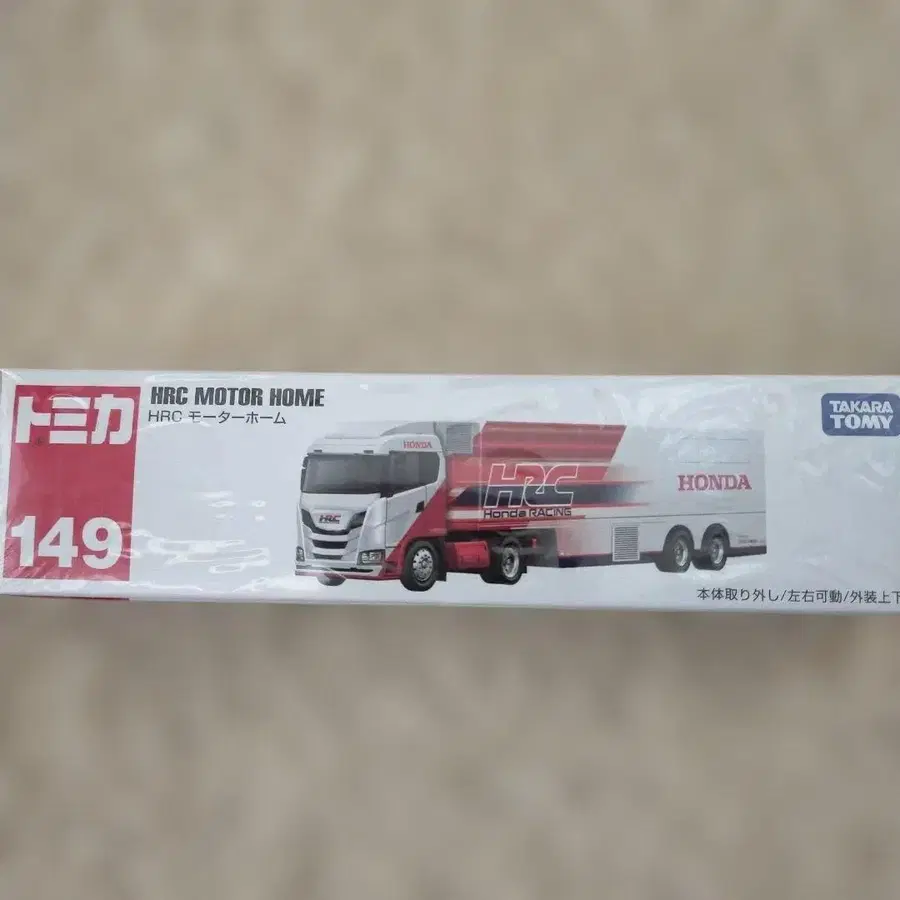 トミカ
149
HRC MOTOR HOME
HRC モーターホーム
TAKARA
TOMY
HONDA
HRC
HRC
Honda RACING
HONDA
本体取り外し/左右可動/外装上下